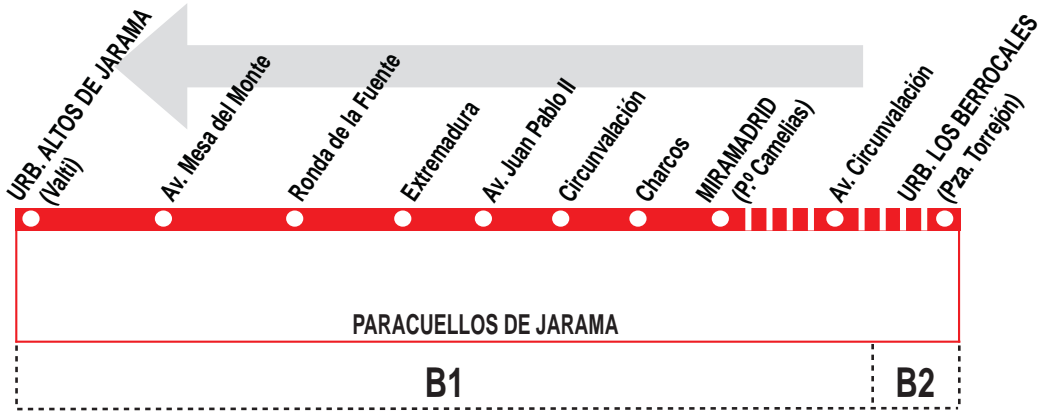 URB. ALTOS DE JARAMA
(Valti)
Av. Mesa del Monte
Ronda de la Fuente
Extremadura
Av. Juan Pablo II
Circunvalación
Charcos
MIRAMADRID
(P.º Camelias)
Av. Circunvalación
URB. LOS BERROCALES
(Pza. Torrejón)
PARACUELLOS DE JARAMA
B1
B2